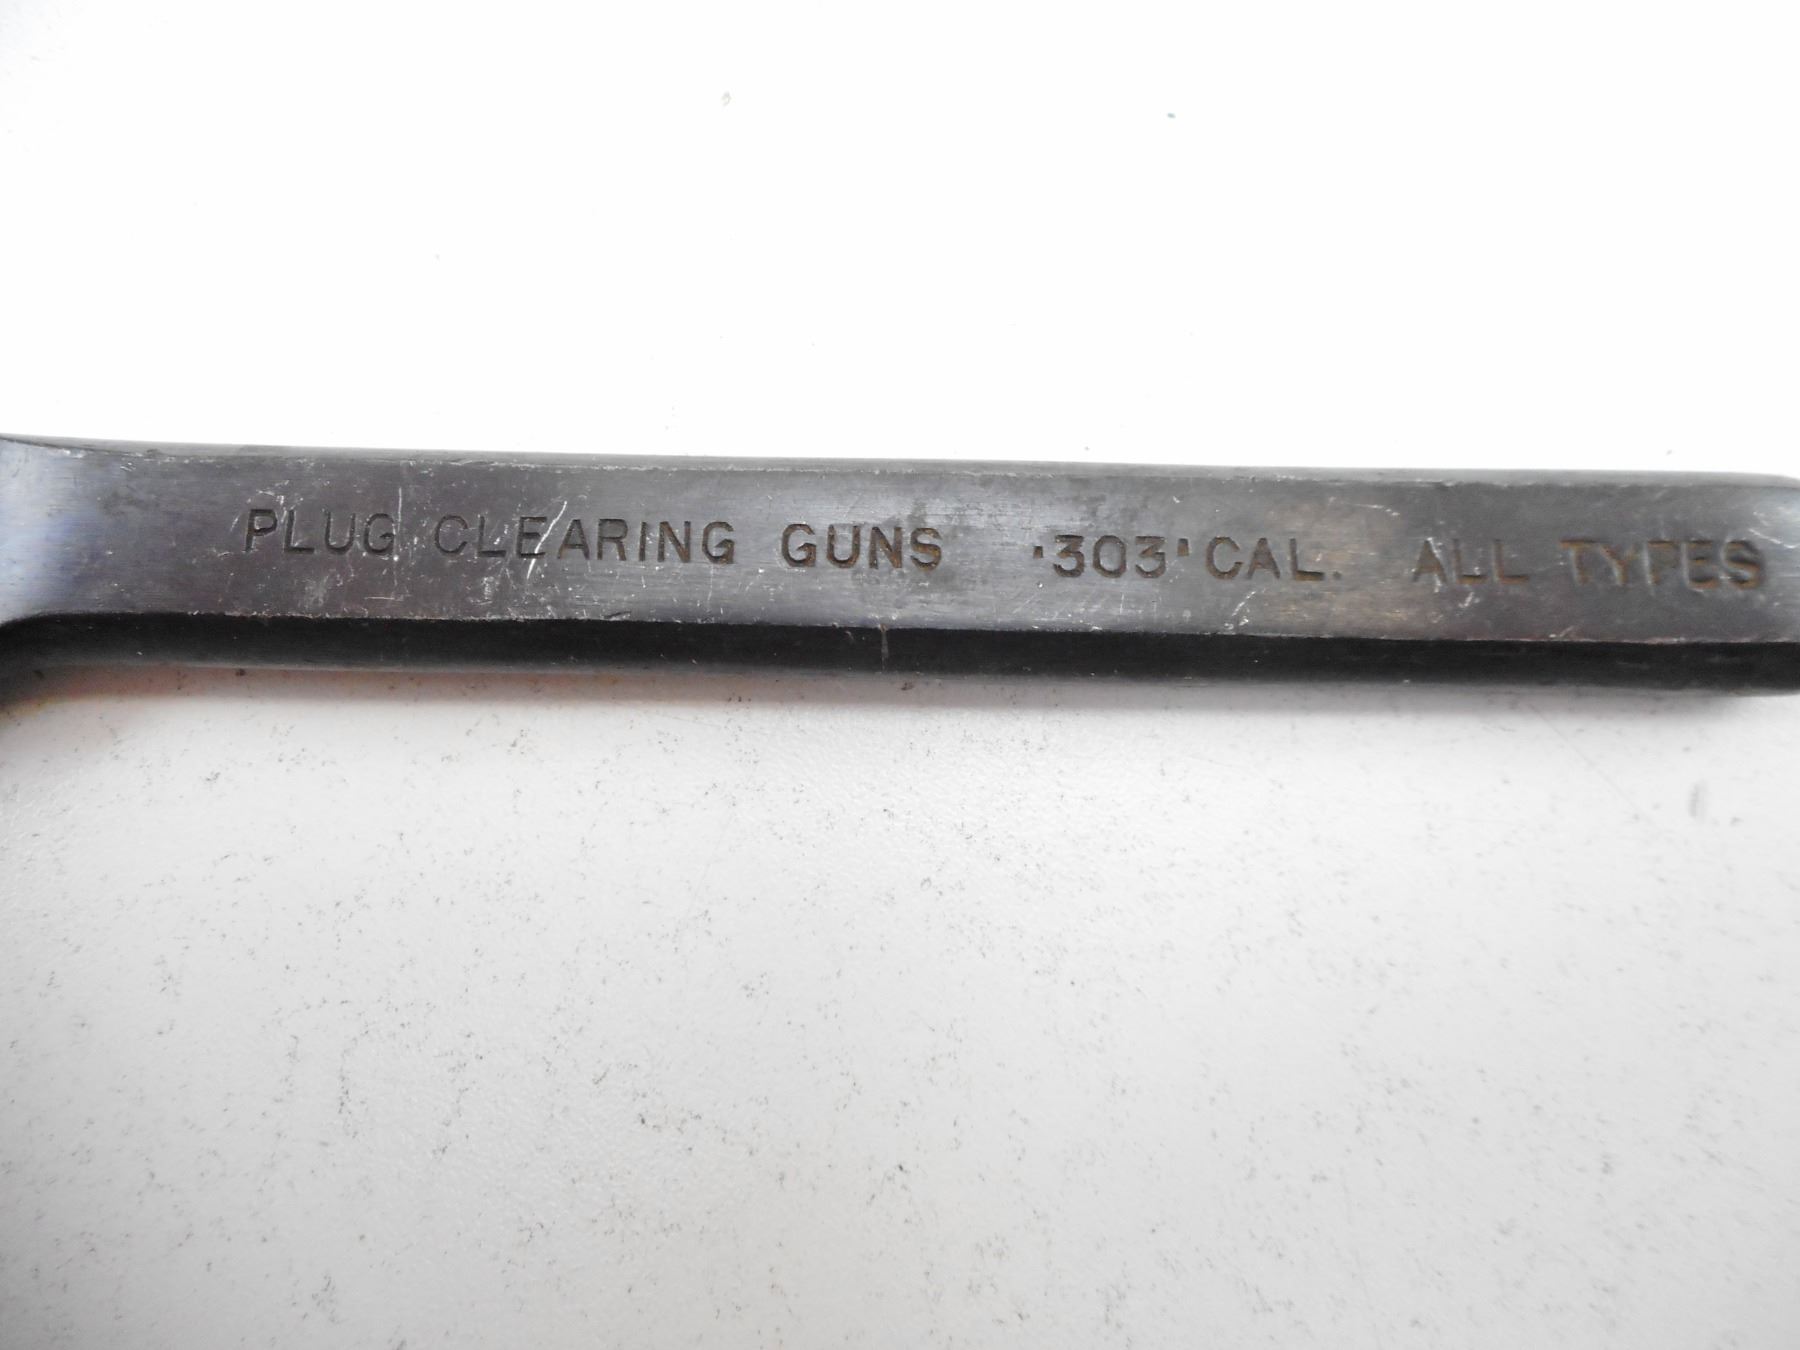 PLUG CLEARING GUNS '303' CAL. ALL TYPES